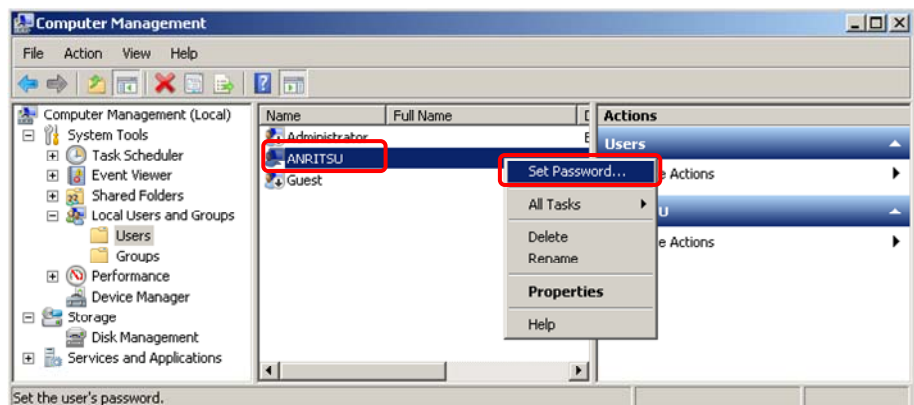 Computer Management
File Action View Help
Computer Management (Local)
System Tools
Task Scheduler
Event Viewer
Shared Folders
Local Users and Groups
Users
Groups
Performance
Device Manager
Storage
Disk Management
Services and Applications
Name Full Name
Administrator
ANRITSU
Guest
Set Password...
All Tasks
Delete
Rename
Properties
Help
Actions
Users
e Actions
U
e Actions
Set the user's password.